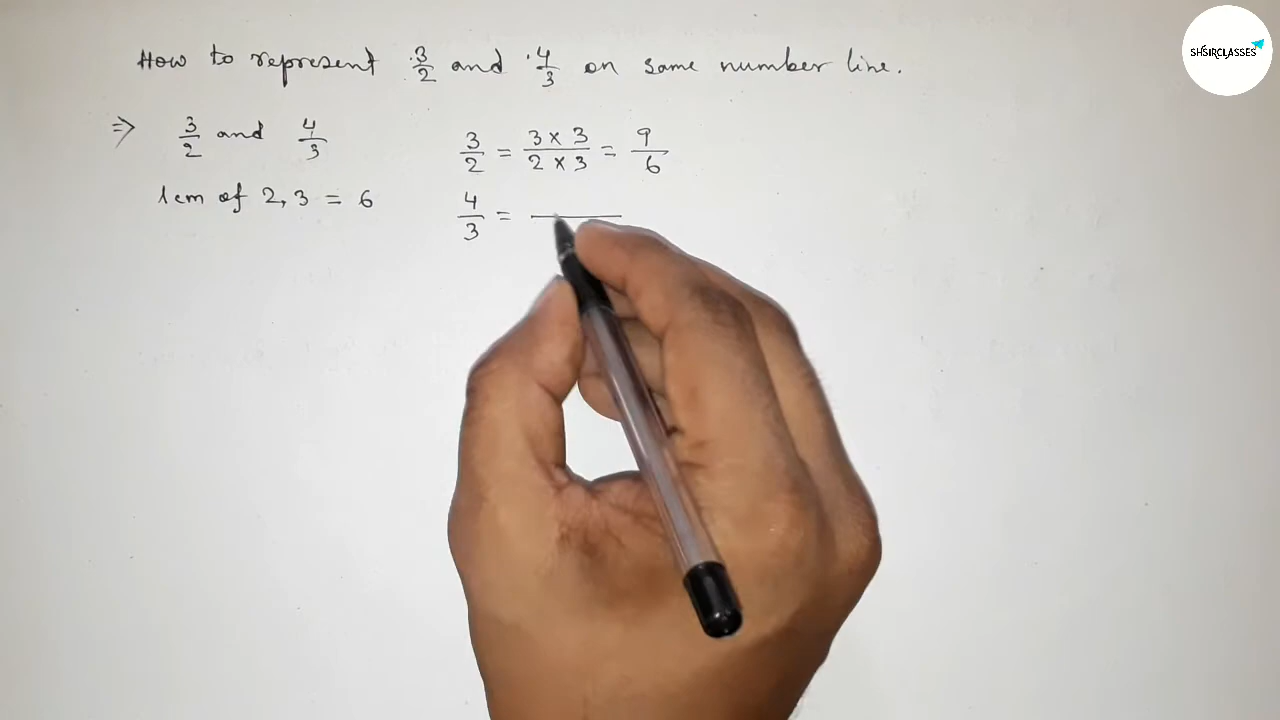 How to represent 3/2 and 4/3 on same number line.
⇒ 3/2 and 4/3
lcm of 2, 3 = 6
3/2 = 3 × 3 / 2 × 3 = 9/6
4/3 =
SHSIRCLASSES